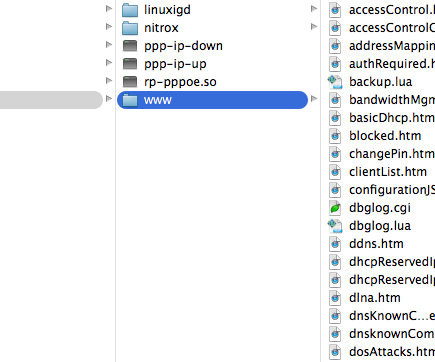 linuxigd
nitrox
ppp-ip-down
ppp-ip-up
rp-pppoe.so
www
accessControl.
accessControlC
addressMappin
authRequired.h
backup.lua
bandwidthMgm
basicDhcp.htm
blocked.htm
changePin.htm
clientList.htm
configurationJS
dbglog.cgi
dbglog.lua
ddns.htm
dhcpReservedIp
dhcpReservedIp
dlna.htm
dnsKnownC...e
dnsknownCom
dosAttacks.htm